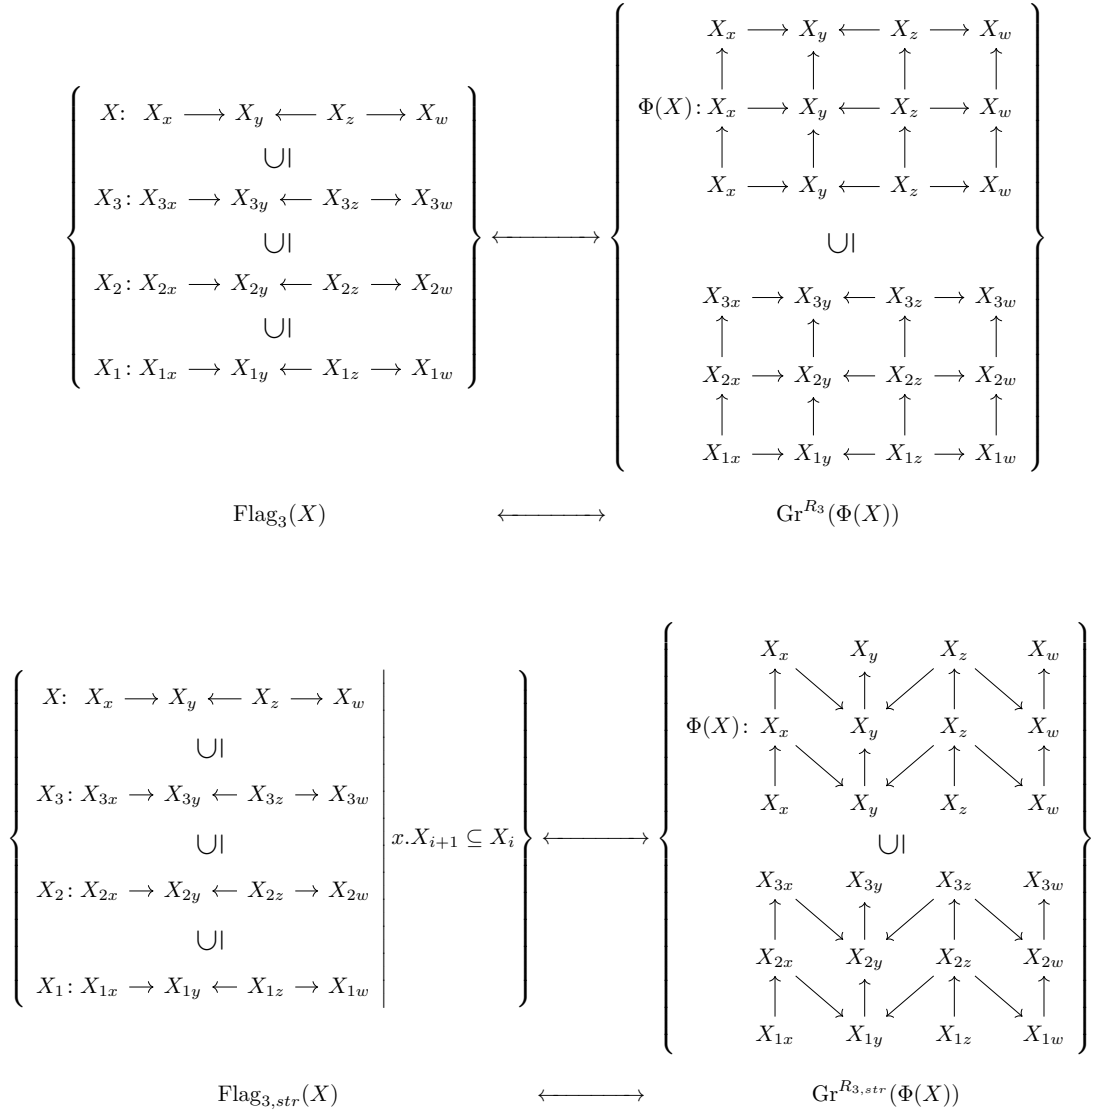 X: X_x → X_y ← X_z → X_w
∪|
X_3: X_{3x} → X_{3y} ← X_{3z} → X_{3w}
∪|
X_2: X_{2x} → X_{2y} ← X_{2z} → X_{2w}
∪|
X_1: X_{1x} → X_{1y} ← X_{1z} → X_{1w}
X_x → X_y ← X_z → X_w
Φ(X): X_x → X_y ← X_z → X_w
X_x → X_y ← X_z → X_w
∪|
X_{3x} → X_{3y} ← X_{3z} → X_{3w}
X_{2x} → X_{2y} ← X_{2z} → X_{2w}
X_{1x} → X_{1y} ← X_{1z} → X_{1w}
Flag_3(X) ⟷ Gr^{R_3}(Φ(X))
X: X_x → X_y ← X_z → X_w
∪|
X_3: X_{3x} → X_{3y} ← X_{3z} → X_{3w}
∪|
X_2: X_{2x} → X_{2y} ← X_{2z} → X_{2w}
∪|
X_1: X_{1x} → X_{1y} ← X_{1z} → X_{1w}
x.X_{i+1} ⊆ X_i
X_x X_y X_z X_w
Φ(X): X_x X_y X_z X_w
X_x X_y X_z X_w
∪|
X_{3x} X_{3y} X_{3z} X_{3w}
X_{2x} X_{2y} X_{2z} X_{2w}
X_{1x} X_{1y} X_{1z} X_{1w}
Flag_{3,str}(X) ⟷ Gr^{R_{3,str}}(Φ(X))